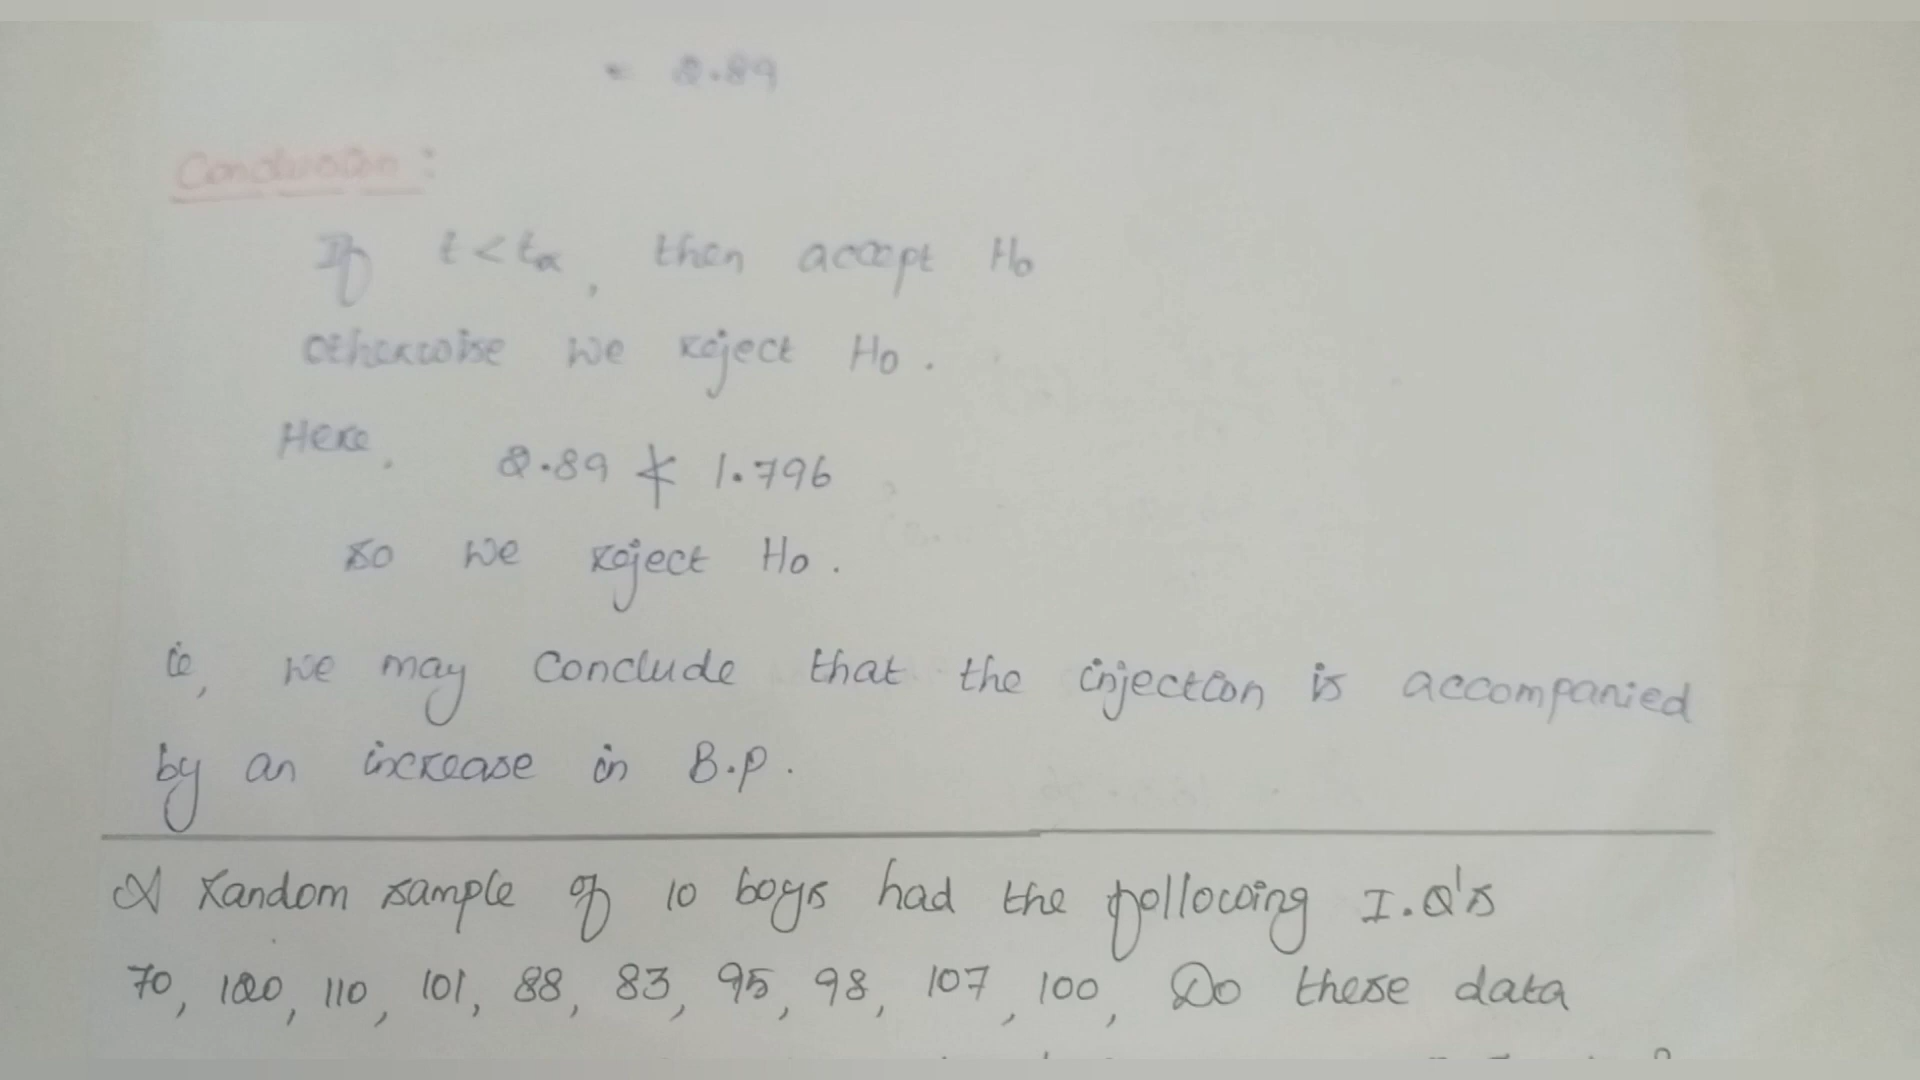 = 2.89
Conclusion:
If t < tα, then accept H0
otherwise we reject H0.
Here, 2.89 ≮ 1.796
so we reject H0.
ie, we may conclude that the injection is accompanied
by an increase in B.P.
A random sample of 10 boys had the following I.Q's
70, 120, 110, 101, 88, 83, 95, 98, 107, 100, Do these data